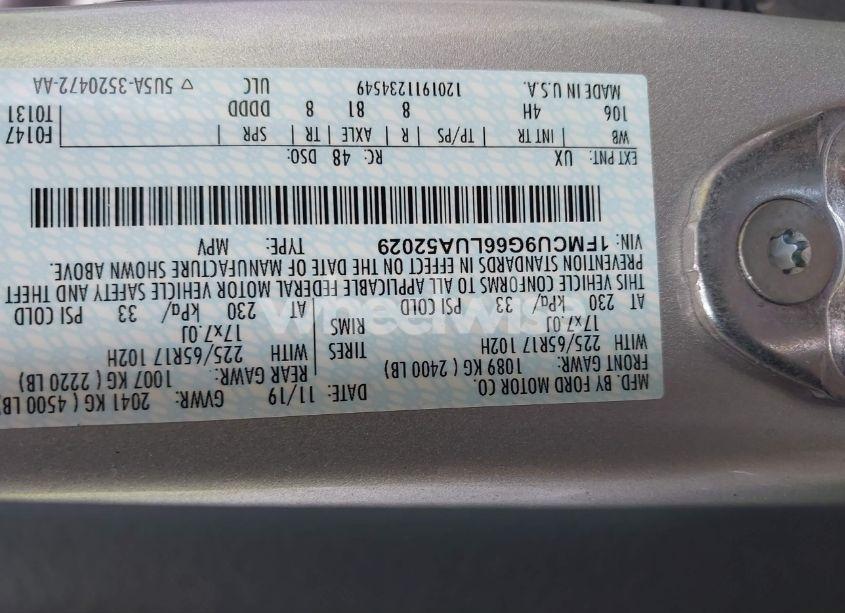 MFD. BY FORD MOTOR CO. DATE: 11/19 GVWR: 2041 KG ( 4500 LB)
FRONT GAWR: 1089 KG ( 2400 LB) REAR GAWR: 1007 KG ( 2220 LB)
WITH 225/65R17 102H TIRES WITH 225/65R17 102H
17x7.0J RIMS 17x7.0J
AT 230 kPa/ 33 PSI COLD AT 230 kPa/ 33 PSI COLD
THIS VEHICLE CONFORMS TO ALL APPLICABLE FEDERAL MOTOR VEHICLE SAFETY AND THEFT
PREVENTION STANDARDS IN EFFECT ON THE DATE OF MANUFACTURE SHOWN ABOVE.
VIN: 1FMCU9G66LUA52029 TYPE: MPV
EXT PNT: UX RC: 48 DSO:
WB | INT TR | TP/PS | R | AXLE | TR | SPR | F0147
106 4H 8 81 8 DDDD T0131
MADE IN U.S.A. 1201911234549 ULC ▽ 5U5A-3520472-AA
wheelwise